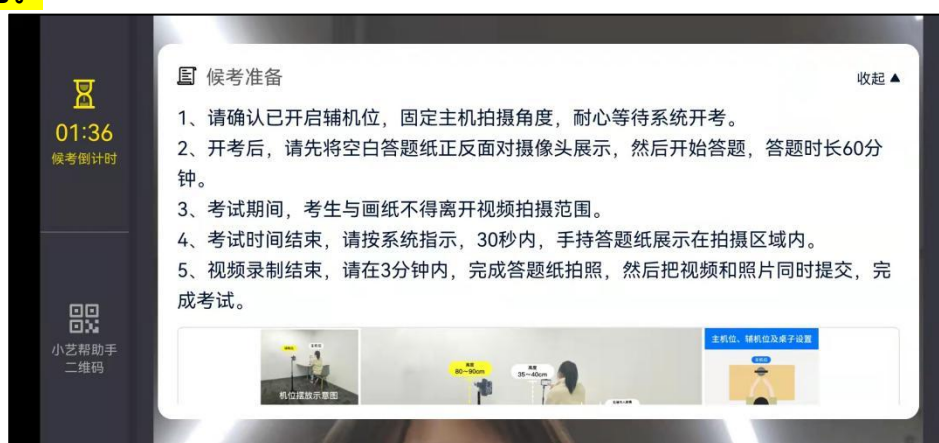 01:36
候考倒计时
小艺帮助手
二维码
候考准备
收起▲
1、请确认已开启辅机位，固定主机拍摄角度，耐心等待系统开考。
2、开考后，请先将空白答题纸正反面对摄像头展示，然后开始答题，答题时长60分
钟。
3、考试期间，考生与画纸不得离开视频拍摄范围。
4、考试时间结束，请按系统指示，30秒内，手持答题纸展示在拍摄区域内。
5、视频录制结束，请在3分钟内，完成答题纸拍照，然后把视频和照片同时提交，完
成考试。
机位摆放示意图
高度
80～90cm
高度
35～40cm
主机位、辅机位及桌子设置